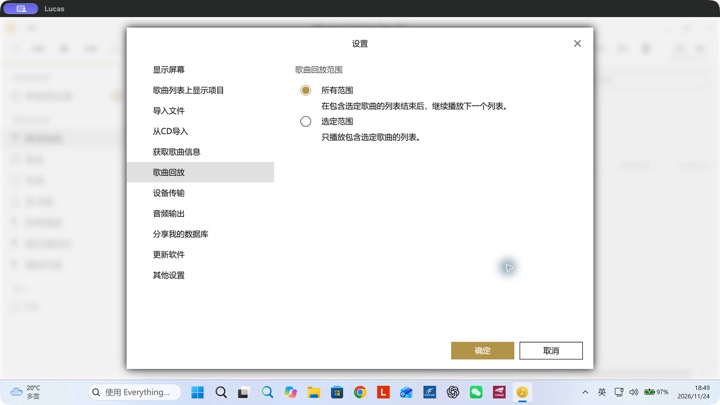 Lucas
设置
显示屏幕
歌曲列表上显示项目
导入文件
从CD导入
获取歌曲信息
歌曲回放
设备传输
音频输出
分享我的数据库
更新软件
其他设置
歌曲回放范围
所有范围
在包含选定歌曲的列表结束后，继续播放下一个列表。
选定范围
只播放包含选定歌曲的列表。
确定
取消
20°C
多云
使用 Everything...
英
97%
18:49
2026/11/24